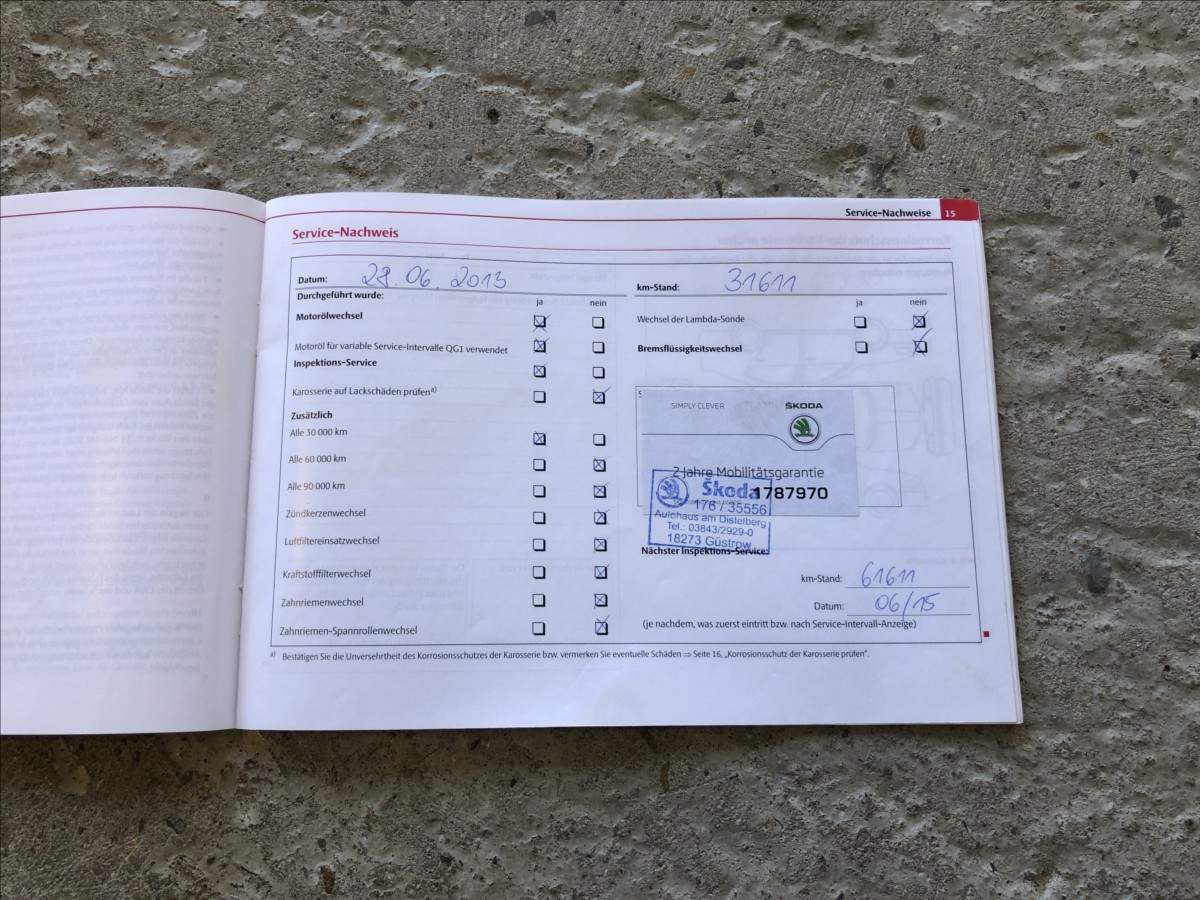 Service-Nachweise 15
Service-Nachweis
Datum: 28.06.2013
Durchgeführt wurde:
ja nein
Motorölwechsel
Motoröl für variable Service-Intervalle QG1 verwendet
Inspektions-Service
Karosserie auf Lackschäden prüfen a)
Zusätzlich
Alle 30 000 km
Alle 60 000 km
Alle 90 000 km
Zündkerzenwechsel
Luftfiltereinsatzwechsel
Kraftstofffilterwechsel
Zahnriemenwechsel
Zahnriemen-Spannrollenwechsel
km-Stand: 31611
ja nein
Wechsel der Lambda-Sonde
Bremsflüssigkeitswechsel
SIMPLY CLEVER ŠKODA
2 Jahre Mobilitätsgarantie
1787970
Škoda
176 / 35556
Autohaus am Distelberg
Tel.: 03843/2929-0
18273 Güstrow
Nächster Inspektions-Service:
km-Stand: 61611
Datum: 06/15
(je nachdem, was zuerst eintritt bzw. nach Service-Intervall-Anzeige)
a) Bestätigen Sie die Unversehrtheit des Korrosionsschutzes der Karosserie bzw. vermerken Sie eventuelle Schäden ⇒ Seite 16, „Korrosionsschutz der Karosserie prüfen“.